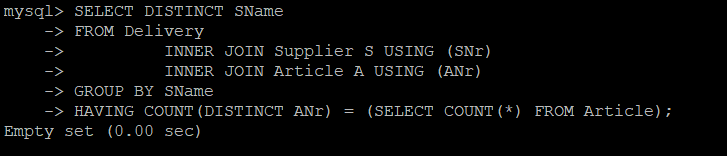 mysql> SELECT DISTINCT SName
    -> FROM Delivery
    ->          INNER JOIN Supplier S USING (SNr)
    ->          INNER JOIN Article A USING (ANr)
    -> GROUP BY SName
    -> HAVING COUNT(DISTINCT ANr) = (SELECT COUNT(*) FROM Article);
Empty set (0.00 sec)